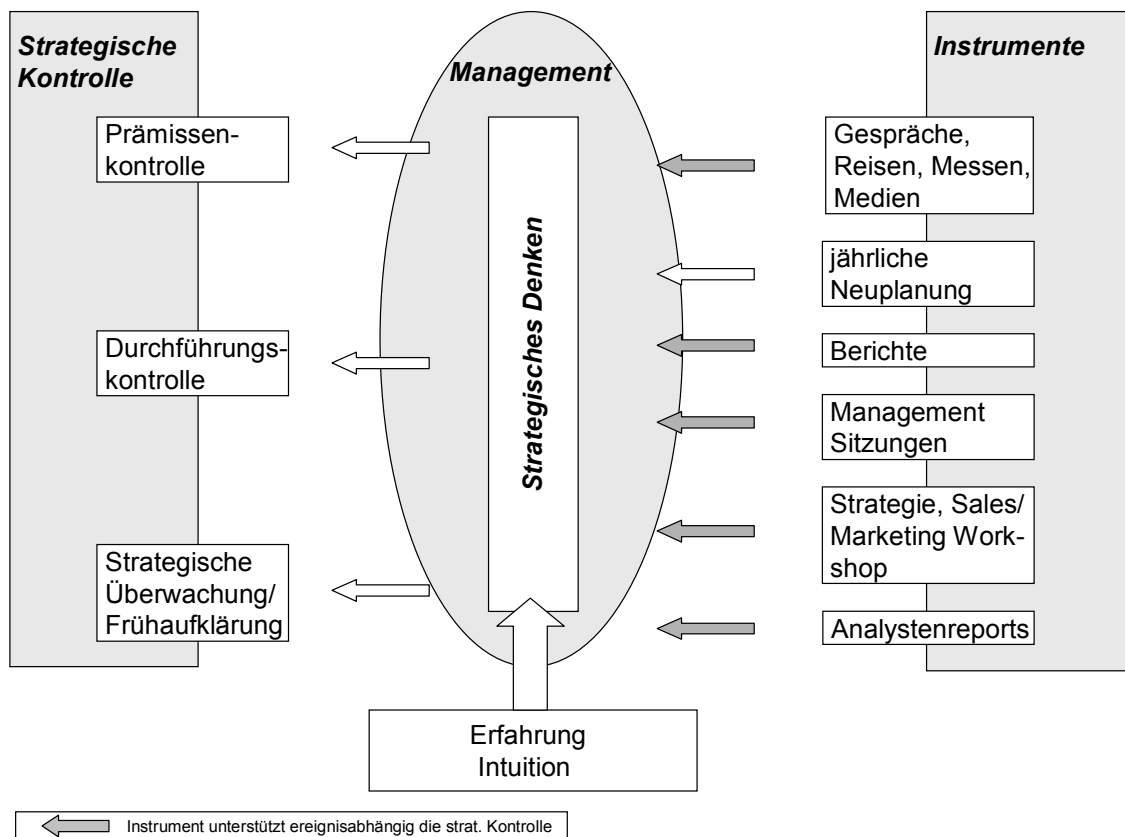 Strategische
Kontrolle
Prämissen-
kontrolle
Durchführungs-
kontrolle
Strategische
Überwachung/
Frühaufklärung
Management
Strategisches Denken
Erfahrung
Intuition
Instrumente
Gespräche,
Reisen, Messen,
Medien
jährliche
Neuplanung
Berichte
Management
Sitzungen
Strategie, Sales/
Marketing Work-
shop
Analystenreports
Instrument unterstützt ereignisabhängig die strat. Kontrolle